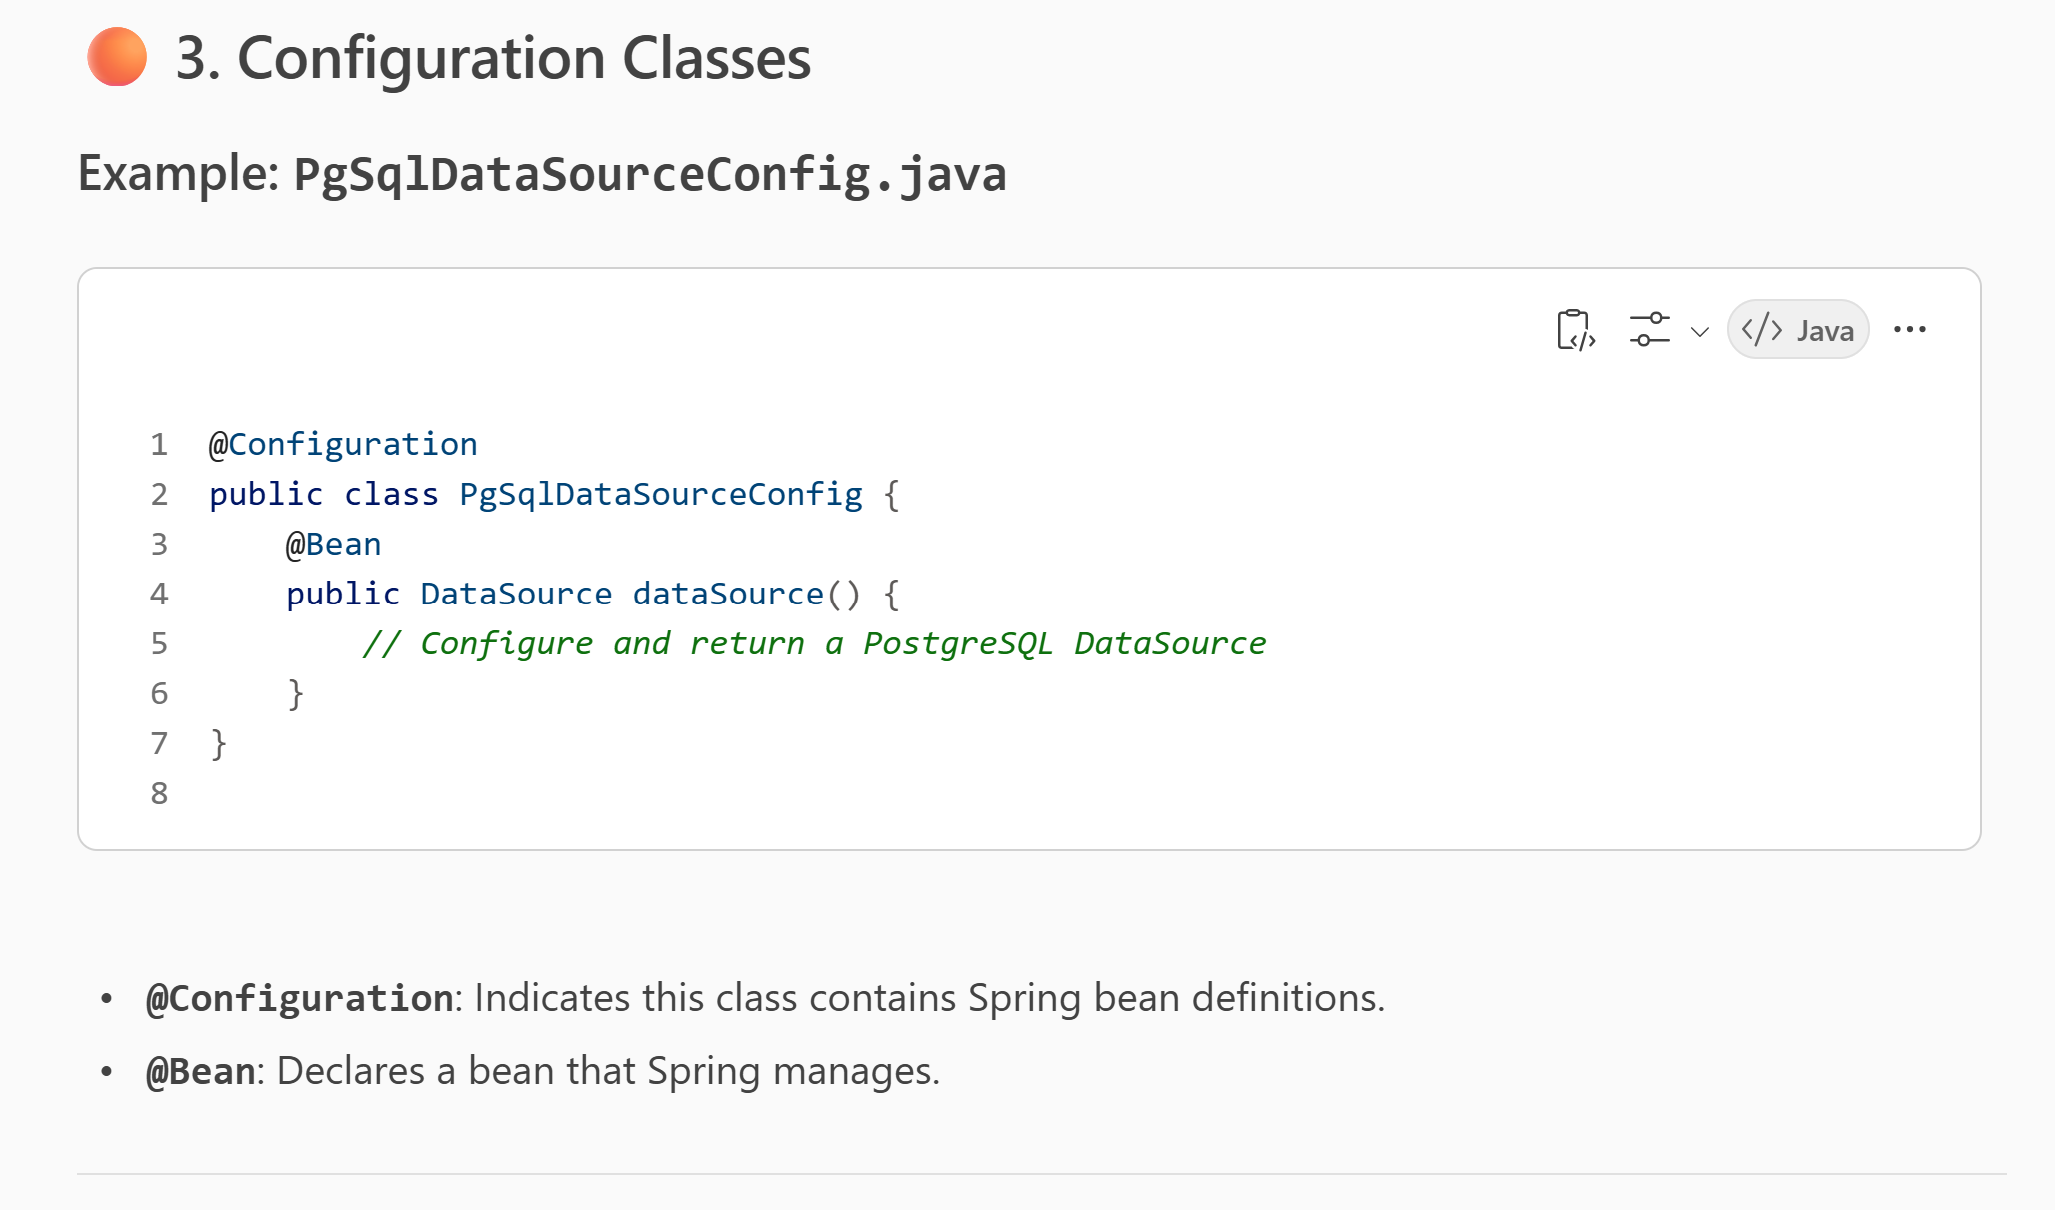 3. Configuration Classes
Example: PgSqlDataSourceConfig.java
Java
1 @Configuration
2 public class PgSqlDataSourceConfig {
3     @Bean
4     public DataSource dataSource() {
5         // Configure and return a PostgreSQL DataSource
6     }
7 }
8
• @Configuration: Indicates this class contains Spring bean definitions.
• @Bean: Declares a bean that Spring manages.